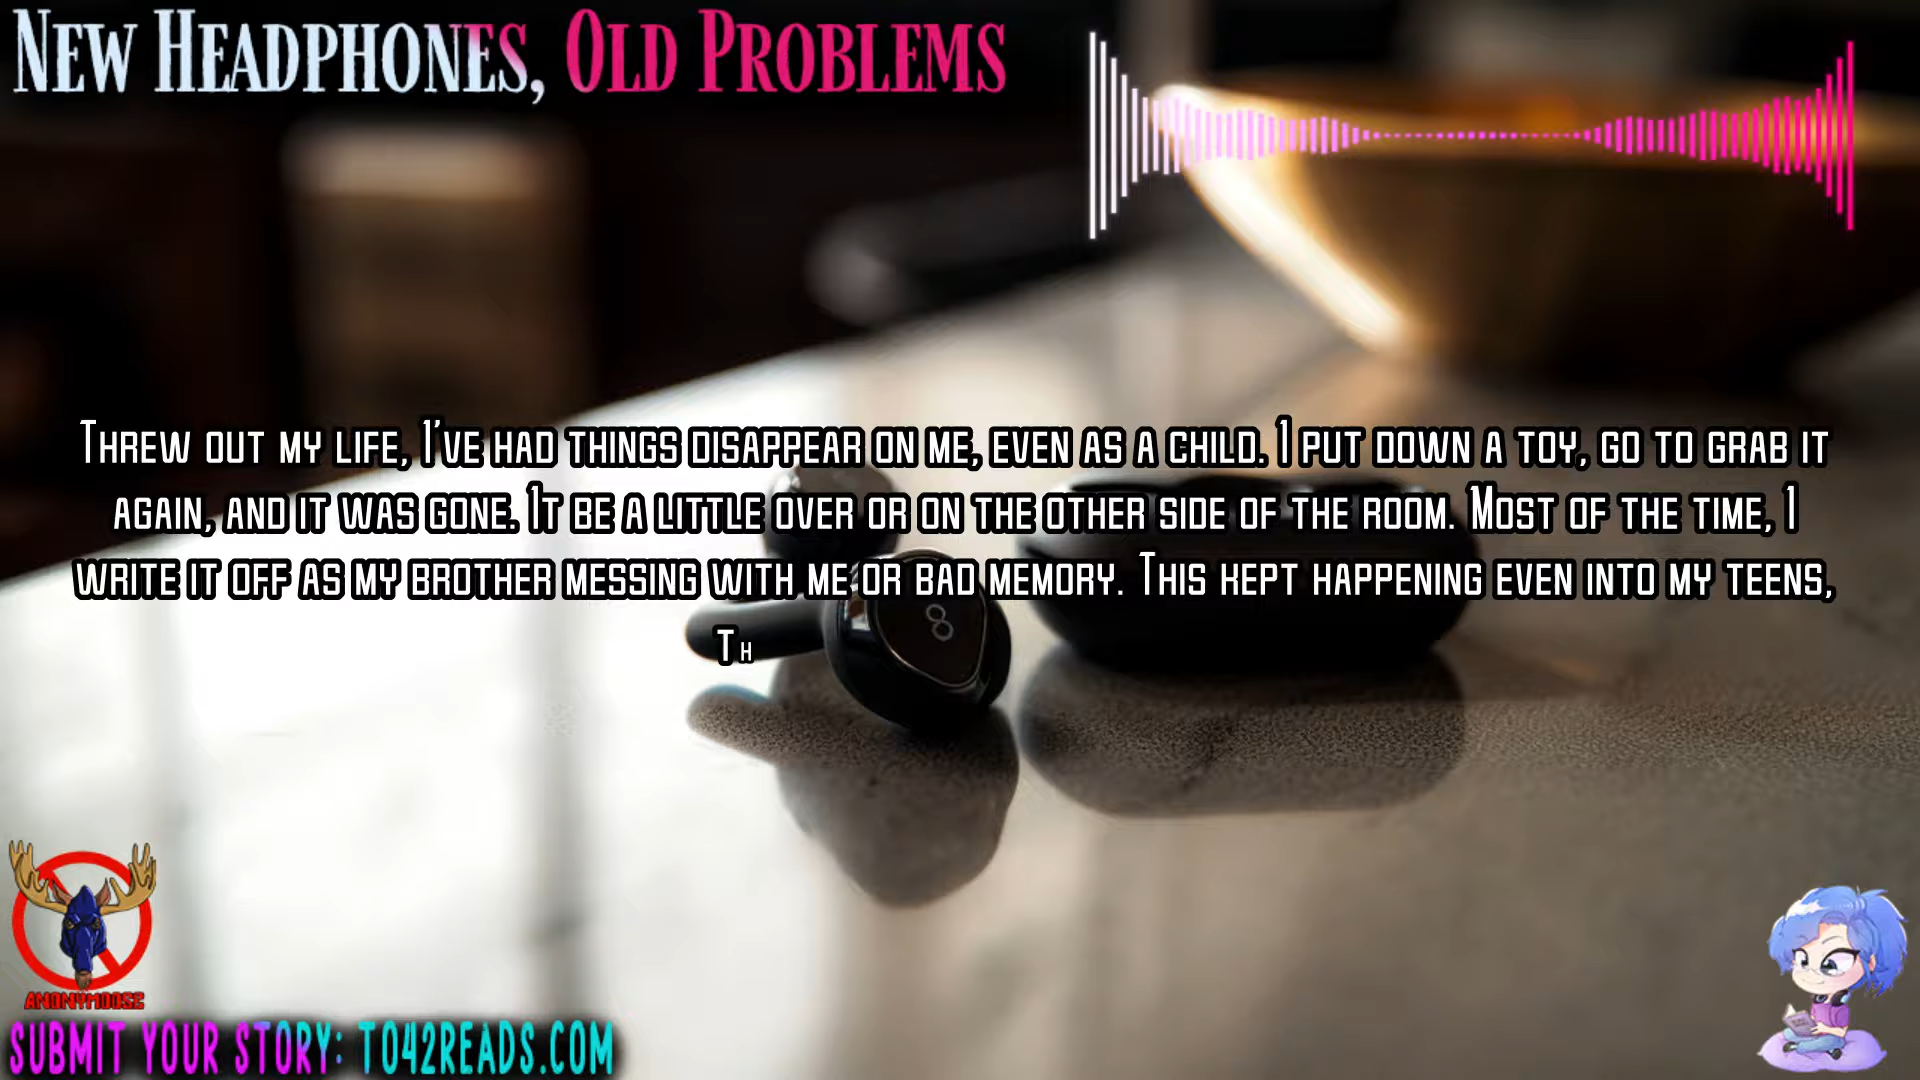 New Headphones, Old Problems
Threw out my life, I've had things disappear on me, even as a child. I put down a toy, go to grab it
again, and it was gone. It be a little over or on the other side of the room. Most of the time, I
write it off as my brother messing with me or bad memory. This kept happening even into my teens,
Th
8
ANONYMOOSE
SUBMIT YOUR STORY: TO42READS.COM